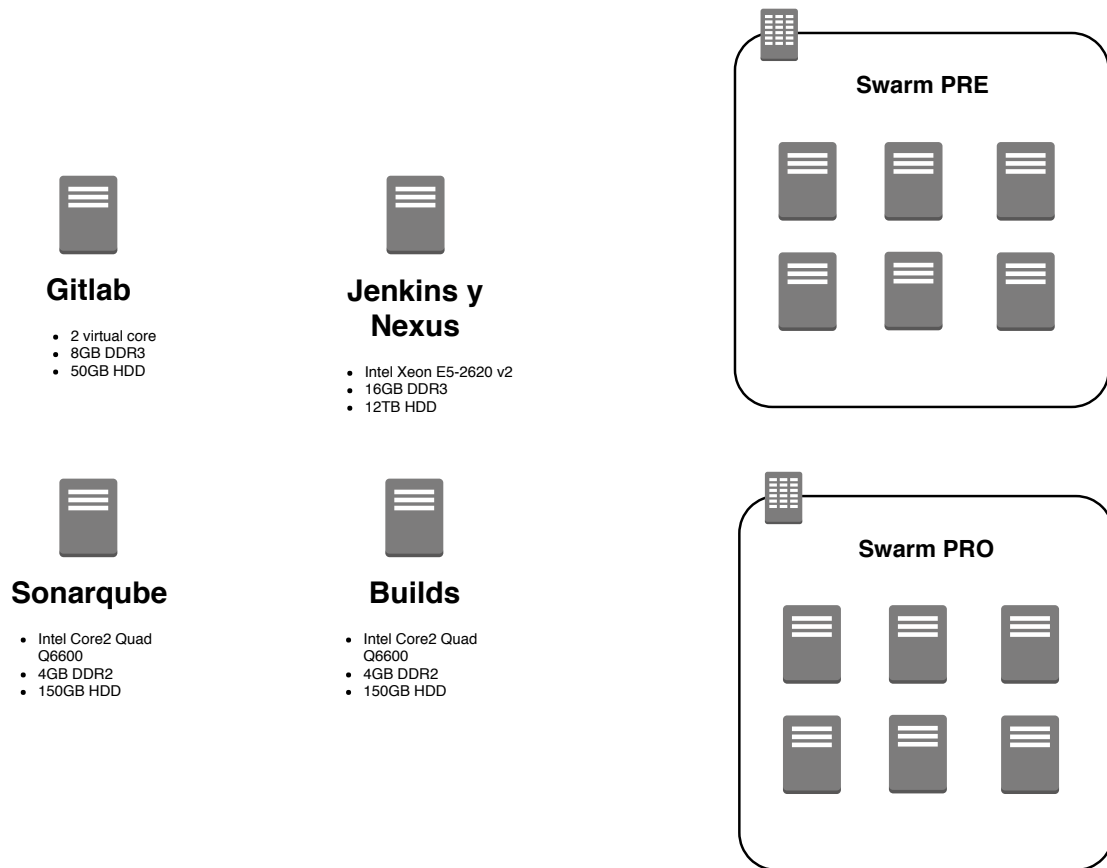 Swarm PRE
Gitlab
2 virtual core
8GB DDR3
50GB HDD
Jenkins y
Nexus
Intel Xeon E5-2620 v2
16GB DDR3
12TB HDD
Sonarqube
Intel Core2 Quad
Q6600
4GB DDR2
150GB HDD
Builds
Intel Core2 Quad
Q6600
4GB DDR2
150GB HDD
Swarm PRO